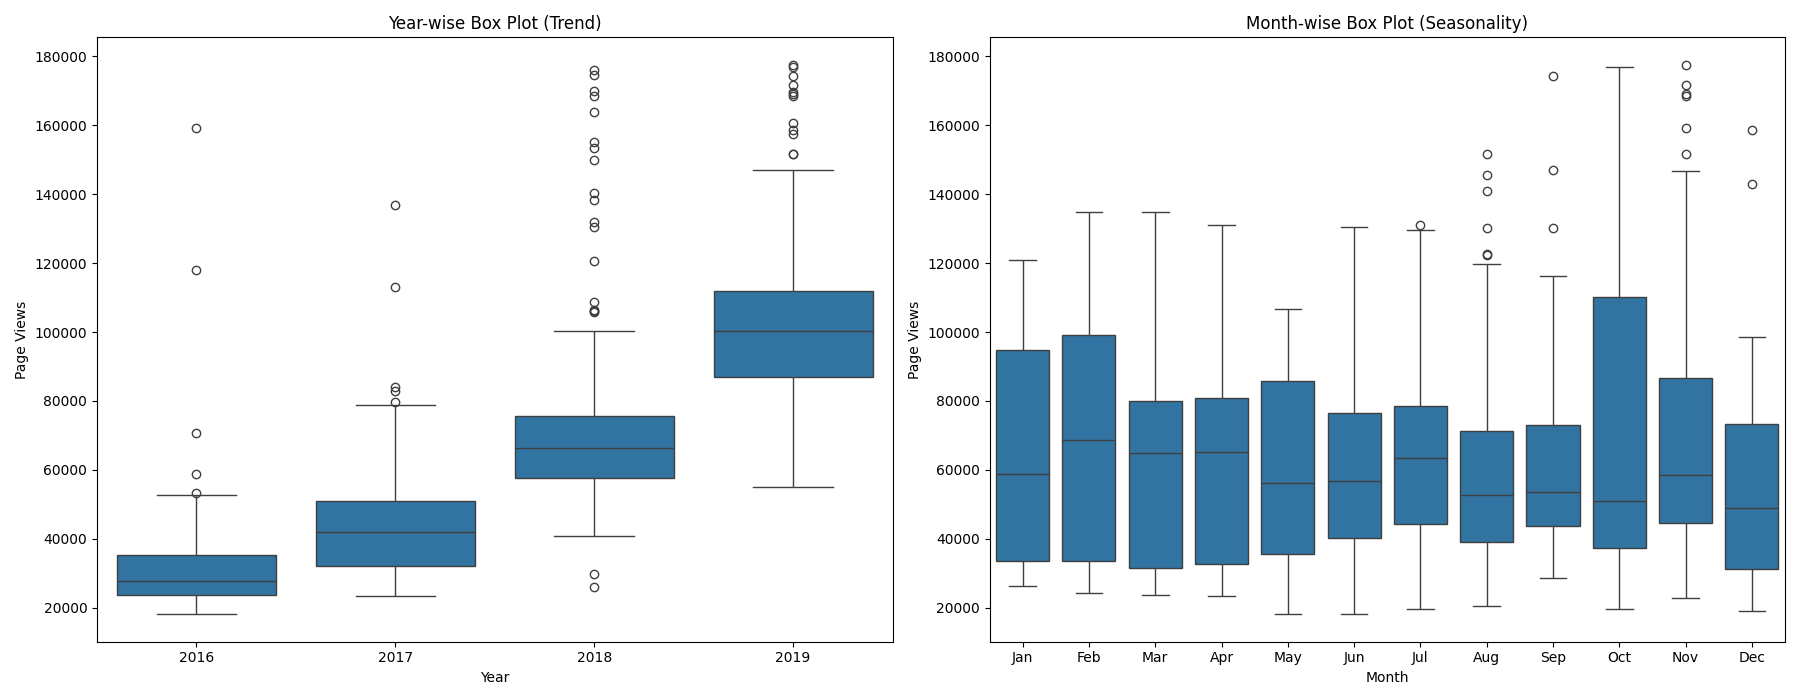 Year-wise Box Plot (Trend)
180000
160000
140000
120000
100000
80000
60000
40000
20000
Page Views
2016 2017 2018 2019
Year
Month-wise Box Plot (Seasonality)
180000
160000
140000
120000
100000
80000
60000
40000
20000
Page Views
Jan Feb Mar Apr May Jun Jul Aug Sep Oct Nov Dec
Month